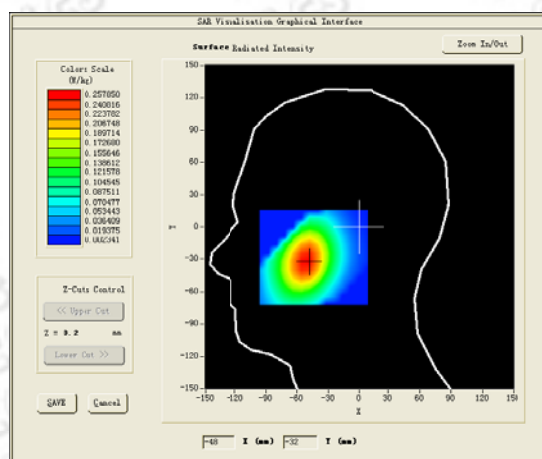 SAR Visualisation Graphical Interface
Surface Radiated Intensity
Zoom In/Out
Colors Scale
(W/kg)
0.257850
0.240816
0.223782
0.206748
0.189714
0.172680
0.155646
0.138612
0.121578
0.104545
0.087511
0.070477
0.053443
0.036409
0.019375
0.002341
Z-Cuts Control
<< Upper Cut
Z = 0.2 mm
Lower Cut >>
SAVE
Cancel
150
120
90
60
30
0
-30
-60
-90
-120
-150
Y
-150
-120
-90
-60
-30
0
30
60
90
120
150
X
-48 X (mm) -32 Y (mm)